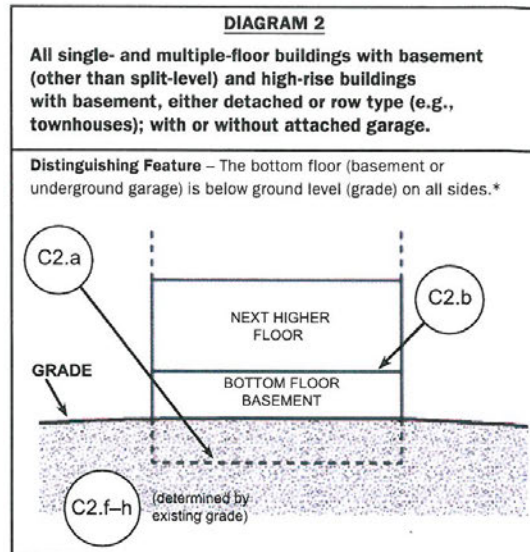 DIAGRAM 2
All single- and multiple-floor buildings with basement
(other than split-level) and high-rise buildings
with basement, either detached or row type (e.g.,
townhouses); with or without attached garage.
Distinguishing Feature – The bottom floor (basement or
underground garage) is below ground level (grade) on all sides.*
C2.a
C2.b
NEXT HIGHER
FLOOR
GRADE
BOTTOM FLOOR
BASEMENT
C2.f–h
(determined by
existing grade)